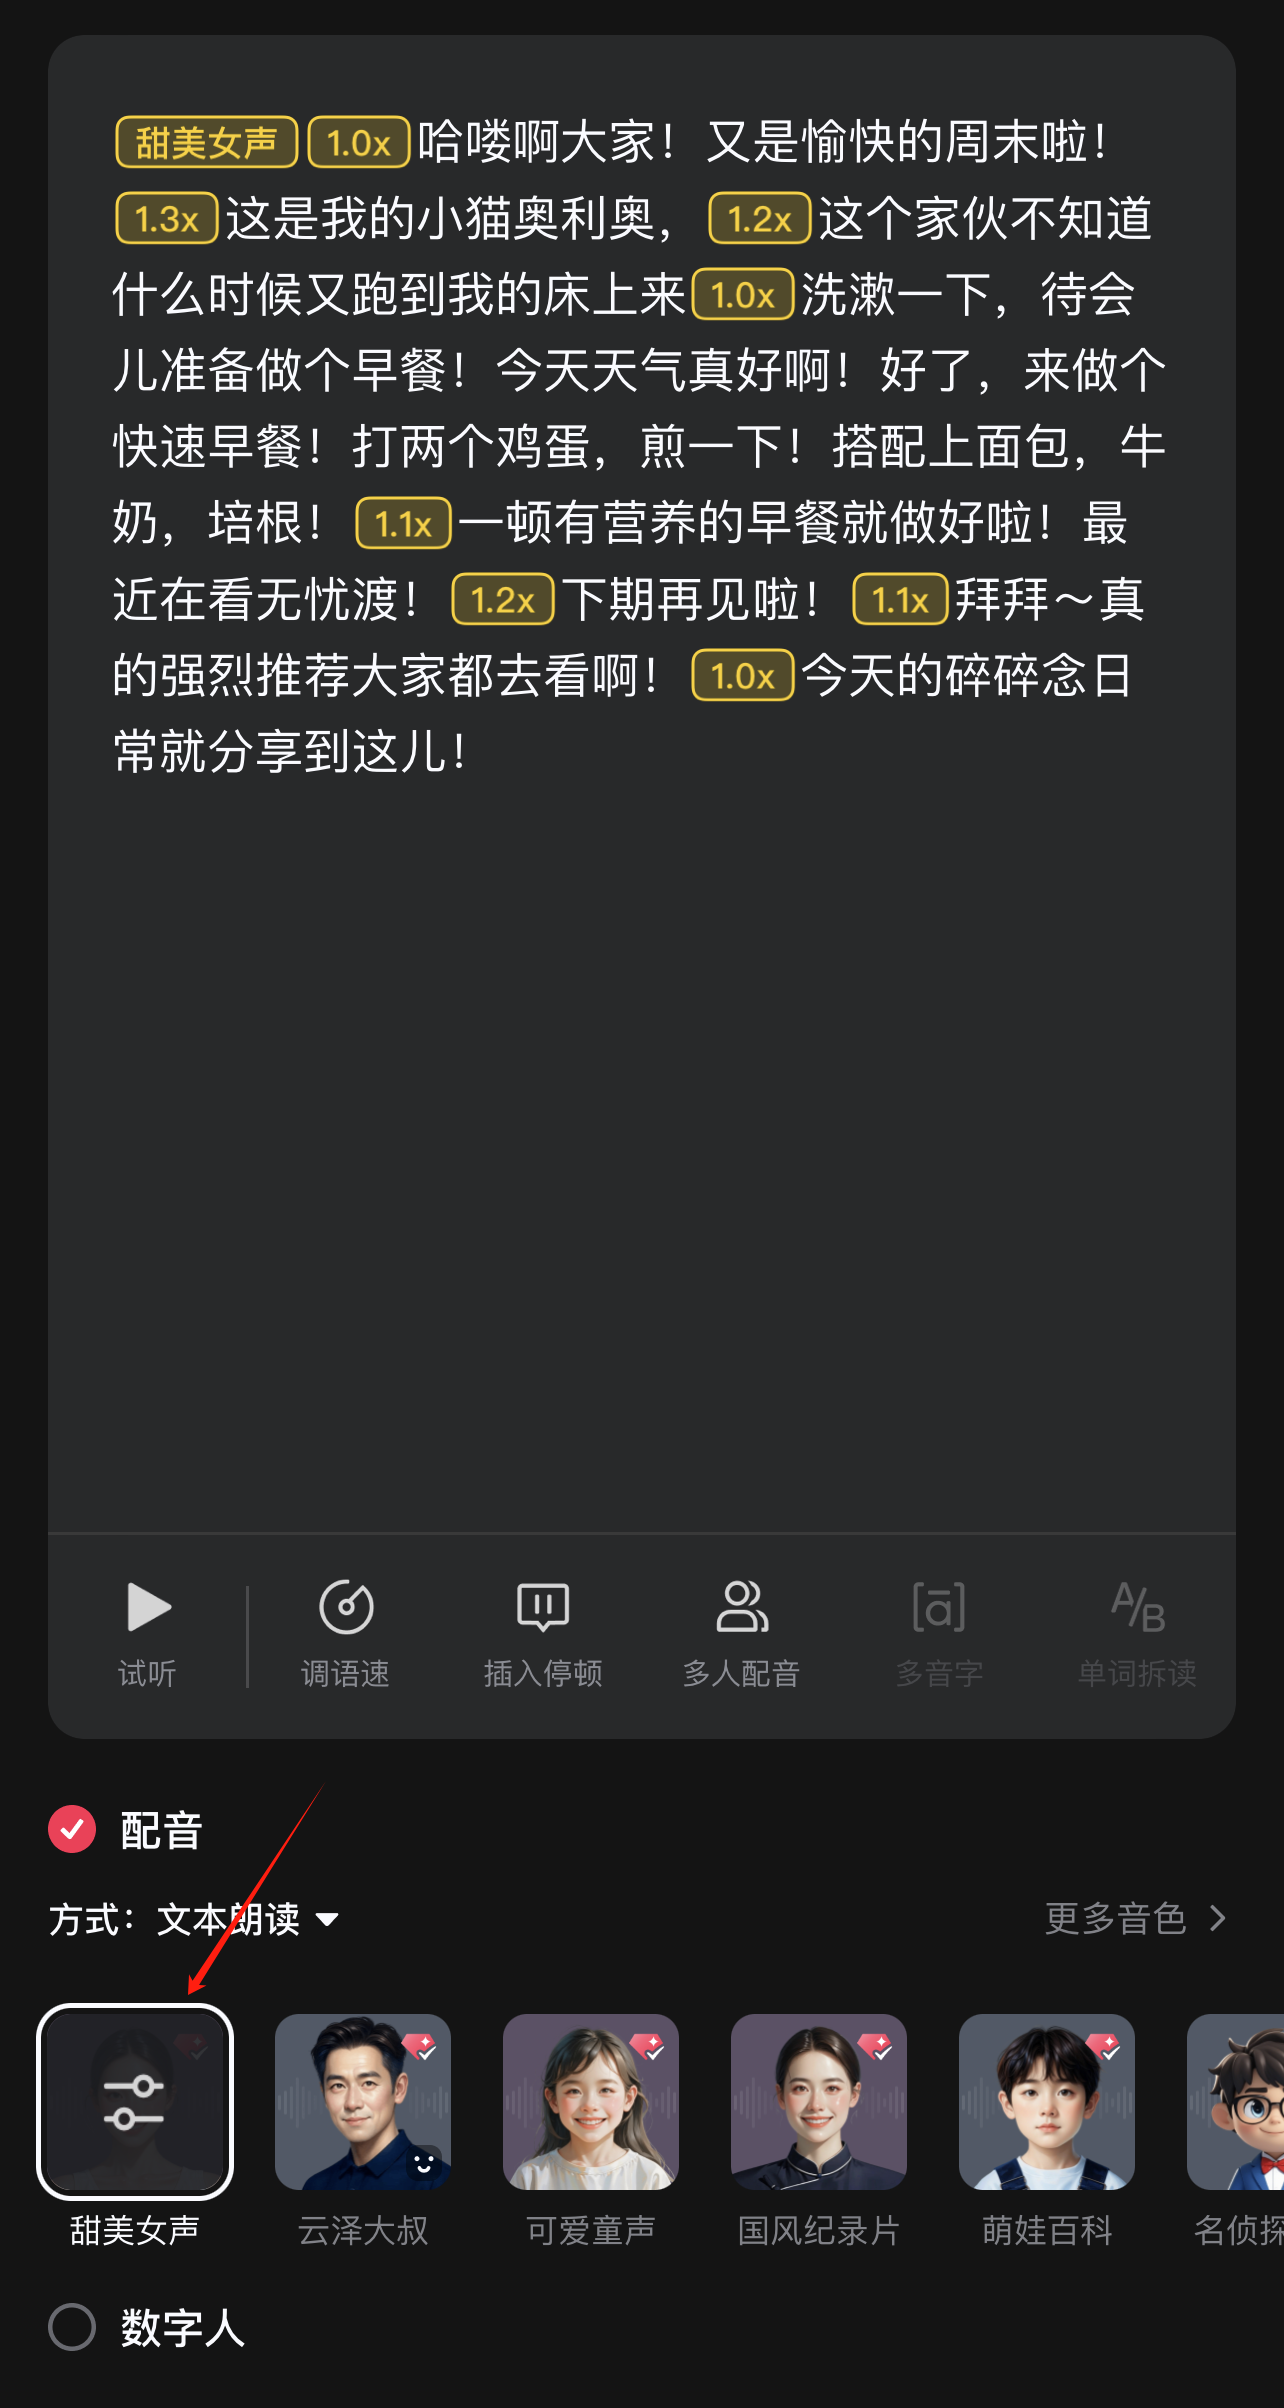 甜美女声 1.0x 哈喽啊大家！又是愉快的周末啦！
1.3x 这是我的小猫奥利奥，1.2x 这个家伙不知道
什么时候又跑到我的床上来 1.0x 洗漱一下，待会
儿准备做个早餐！今天天气真好啊！好了，来做个
快速早餐！打两个鸡蛋，煎一下！搭配上面包，牛
奶，培根！1.1x 一顿有营养的早餐就做好啦！最
近在看无忧渡！1.2x 下期再见啦！1.1x 拜拜～真
的强烈推荐大家都去看啊！1.0x 今天的碎碎念日
常就分享到这儿！
试听 调语速 插入停顿 多人配音 多音字 单词拆读
配音
方式：文本朗读 更多音色
甜美女声 云泽大叔 可爱童声 国风纪录片 萌娃百科 名侦探
数字人